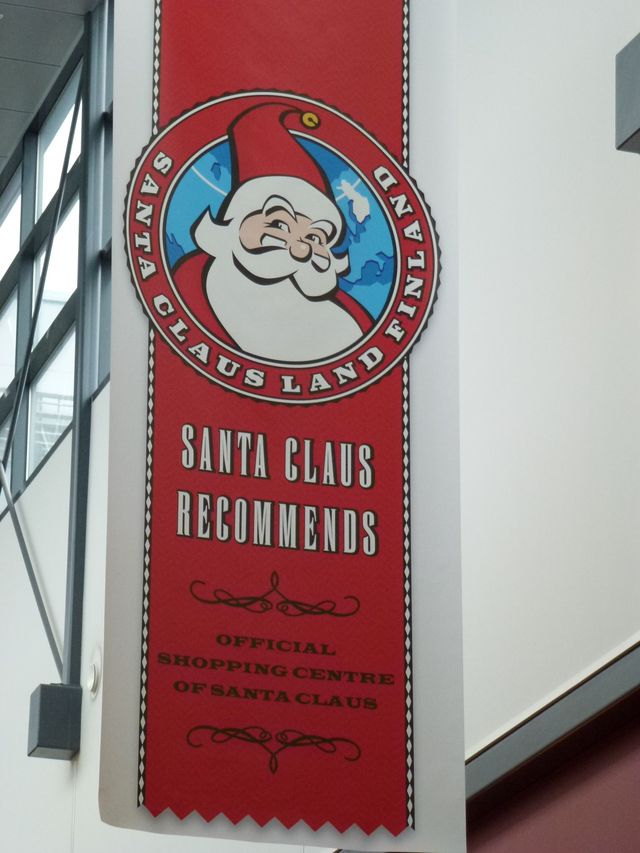 SANTA CLAUS LAND FINLAND
SANTA CLAUS
RECOMMENDS
OFFICIAL
SHOPPING CENTRE
OF SANTA CLAUS